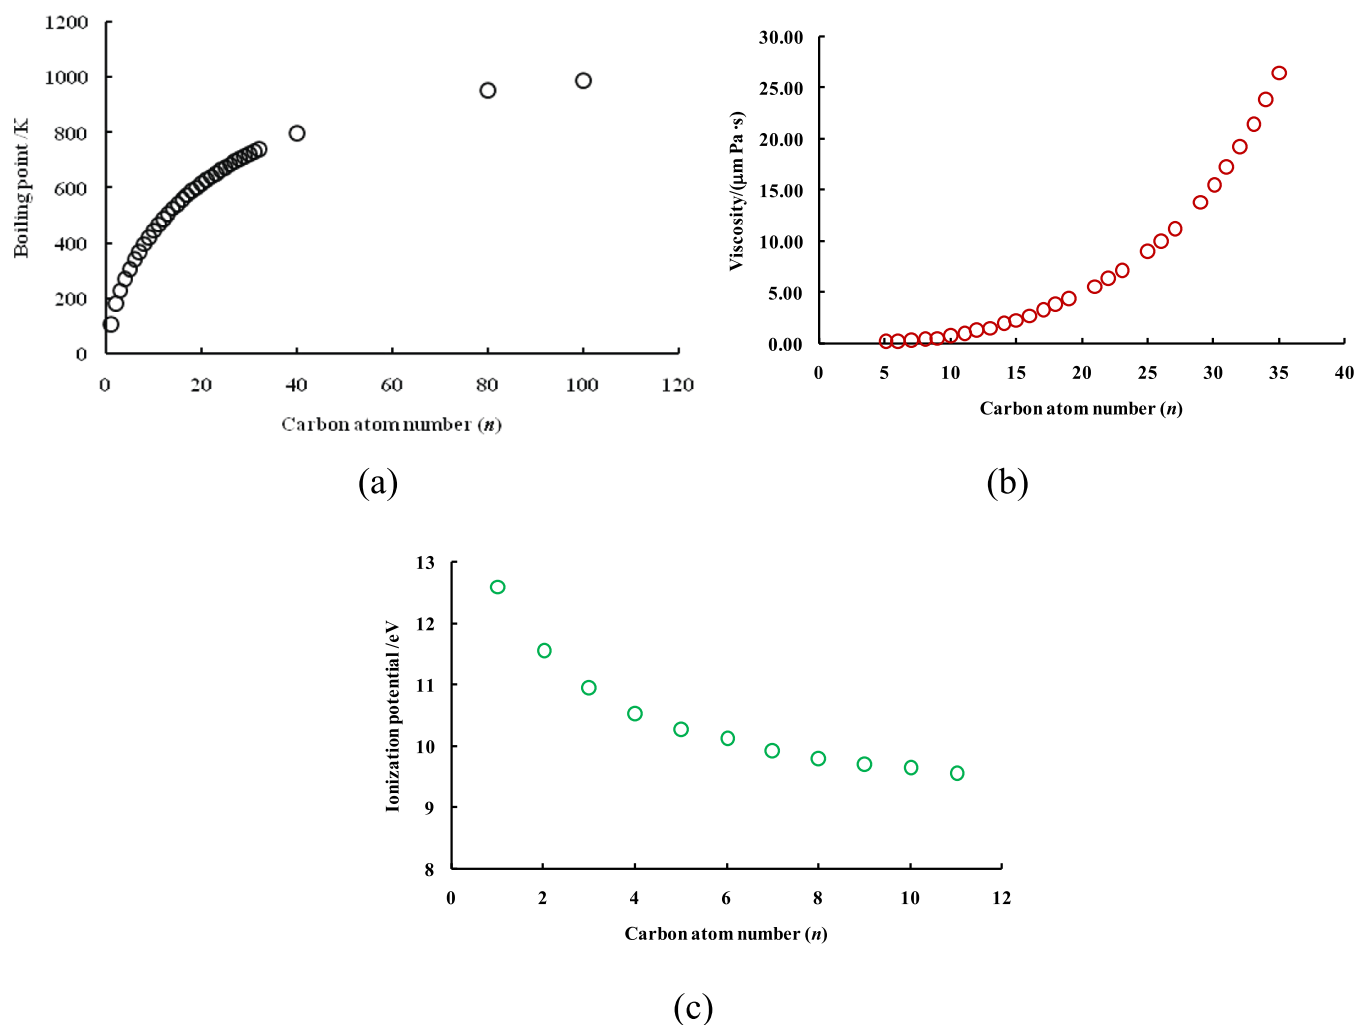 1200
1000
800
600
400
200
0
0 20 40 60 80 100 120
Boiling point /K
Carbon atom number (n)
(a)
30.00
25.00
20.00
15.00
10.00
5.00
0.00
0 5 10 15 20 25 30 35 40
Viscosity/(μm Pa ·s)
Carbon atom number (n)
(b)
13
12
11
10
9
8
0 2 4 6 8 10 12
Ionization potential /eV
Carbon atom number (n)
(c)